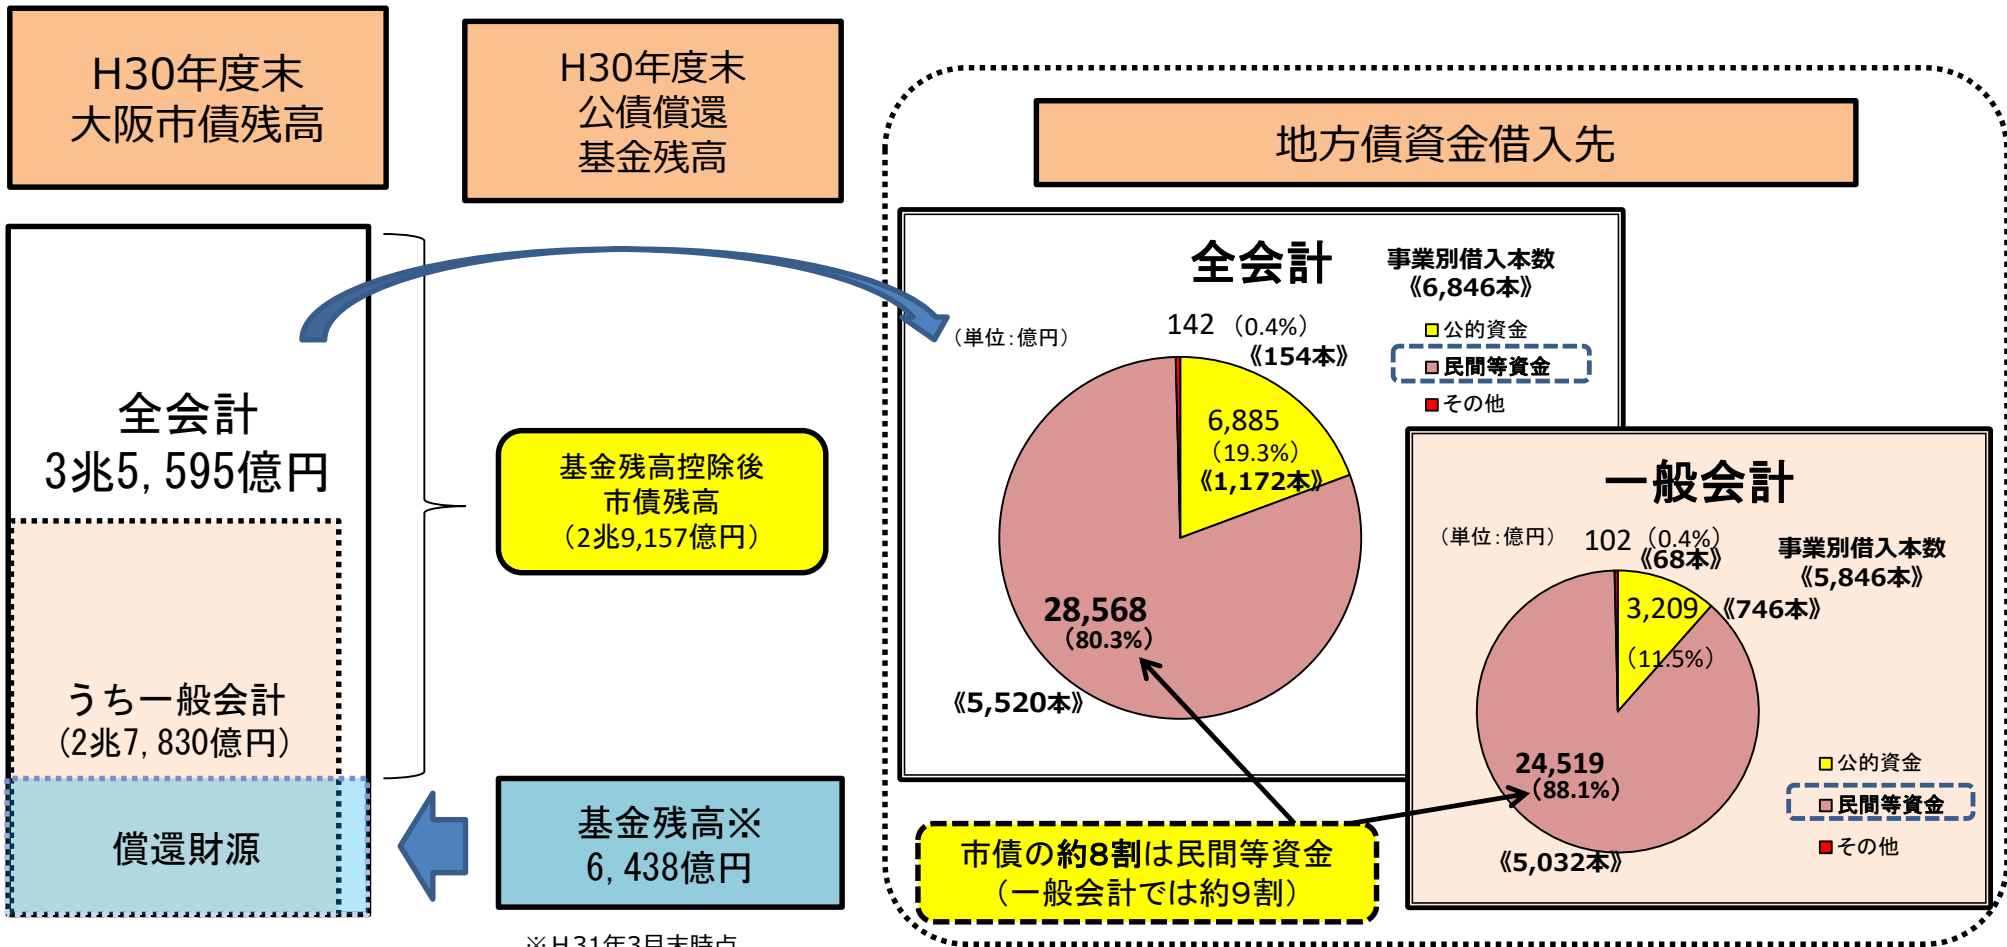 H30年度末
大阪市債残高
H30年度末
公債償還
基金残高
地方債資金借入先
全会計
3兆5,595億円
うち一般会計
(2兆7,830億円)
償還財源
基金残高控除後
市債残高
(2兆9,157億円)
基金残高※
6,438億円
※H31年3月末時点
全会計
事業別借入本数
《6,846本》
(単位:億円)
142 (0.4%)
《154本》
公的資金
民間等資金
その他
6,885
(19.3%)
《1,172本》
28,568
(80.3%)
《5,520本》
一般会計
(単位:億円)
102 (0.4%)
《68本》
事業別借入本数
《5,846本》
3,209
《746本》
(11.5%)
24,519
(88.1%)
《5,032本》
公的資金
民間等資金
その他
市債の約8割は民間等資金
(一般会計では約9割)